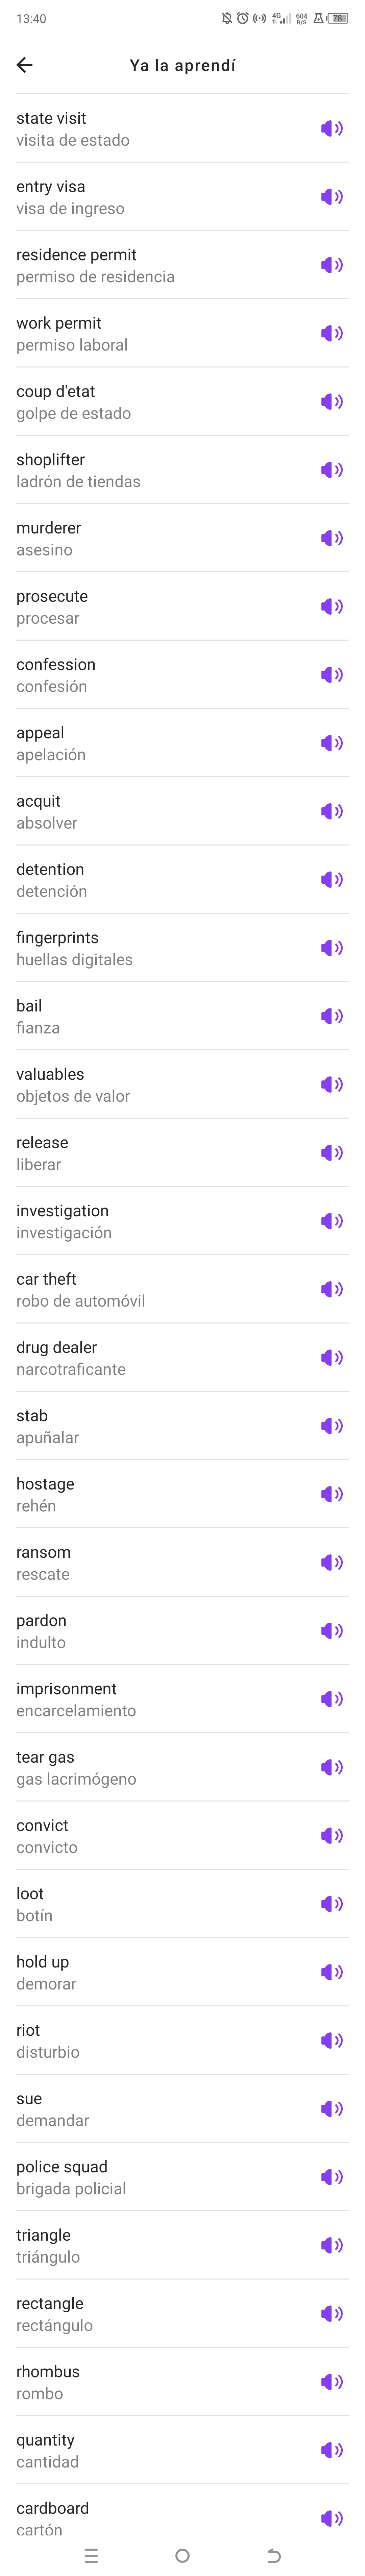 13:40
4G
604
B/S
78
Ya la aprendí
state visit
visita de estado
entry visa
visa de ingreso
residence permit
permiso de residencia
work permit
permiso laboral
coup d'etat
golpe de estado
shoplifter
ladrón de tiendas
murderer
asesino
prosecute
procesar
confession
confesión
appeal
apelación
acquit
absolver
detention
detención
fingerprints
huellas digitales
bail
fianza
valuables
objetos de valor
release
liberar
investigation
investigación
car theft
robo de automóvil
drug dealer
narcotraficante
stab
apuñalar
hostage
rehén
ransom
rescate
pardon
indulto
imprisonment
encarcelamiento
tear gas
gas lacrimógeno
convict
convicto
loot
botín
hold up
demorar
riot
disturbio
sue
demandar
police squad
brigada policial
triangle
triángulo
rectangle
rectángulo
rhombus
rombo
quantity
cantidad
cardboard
cartón